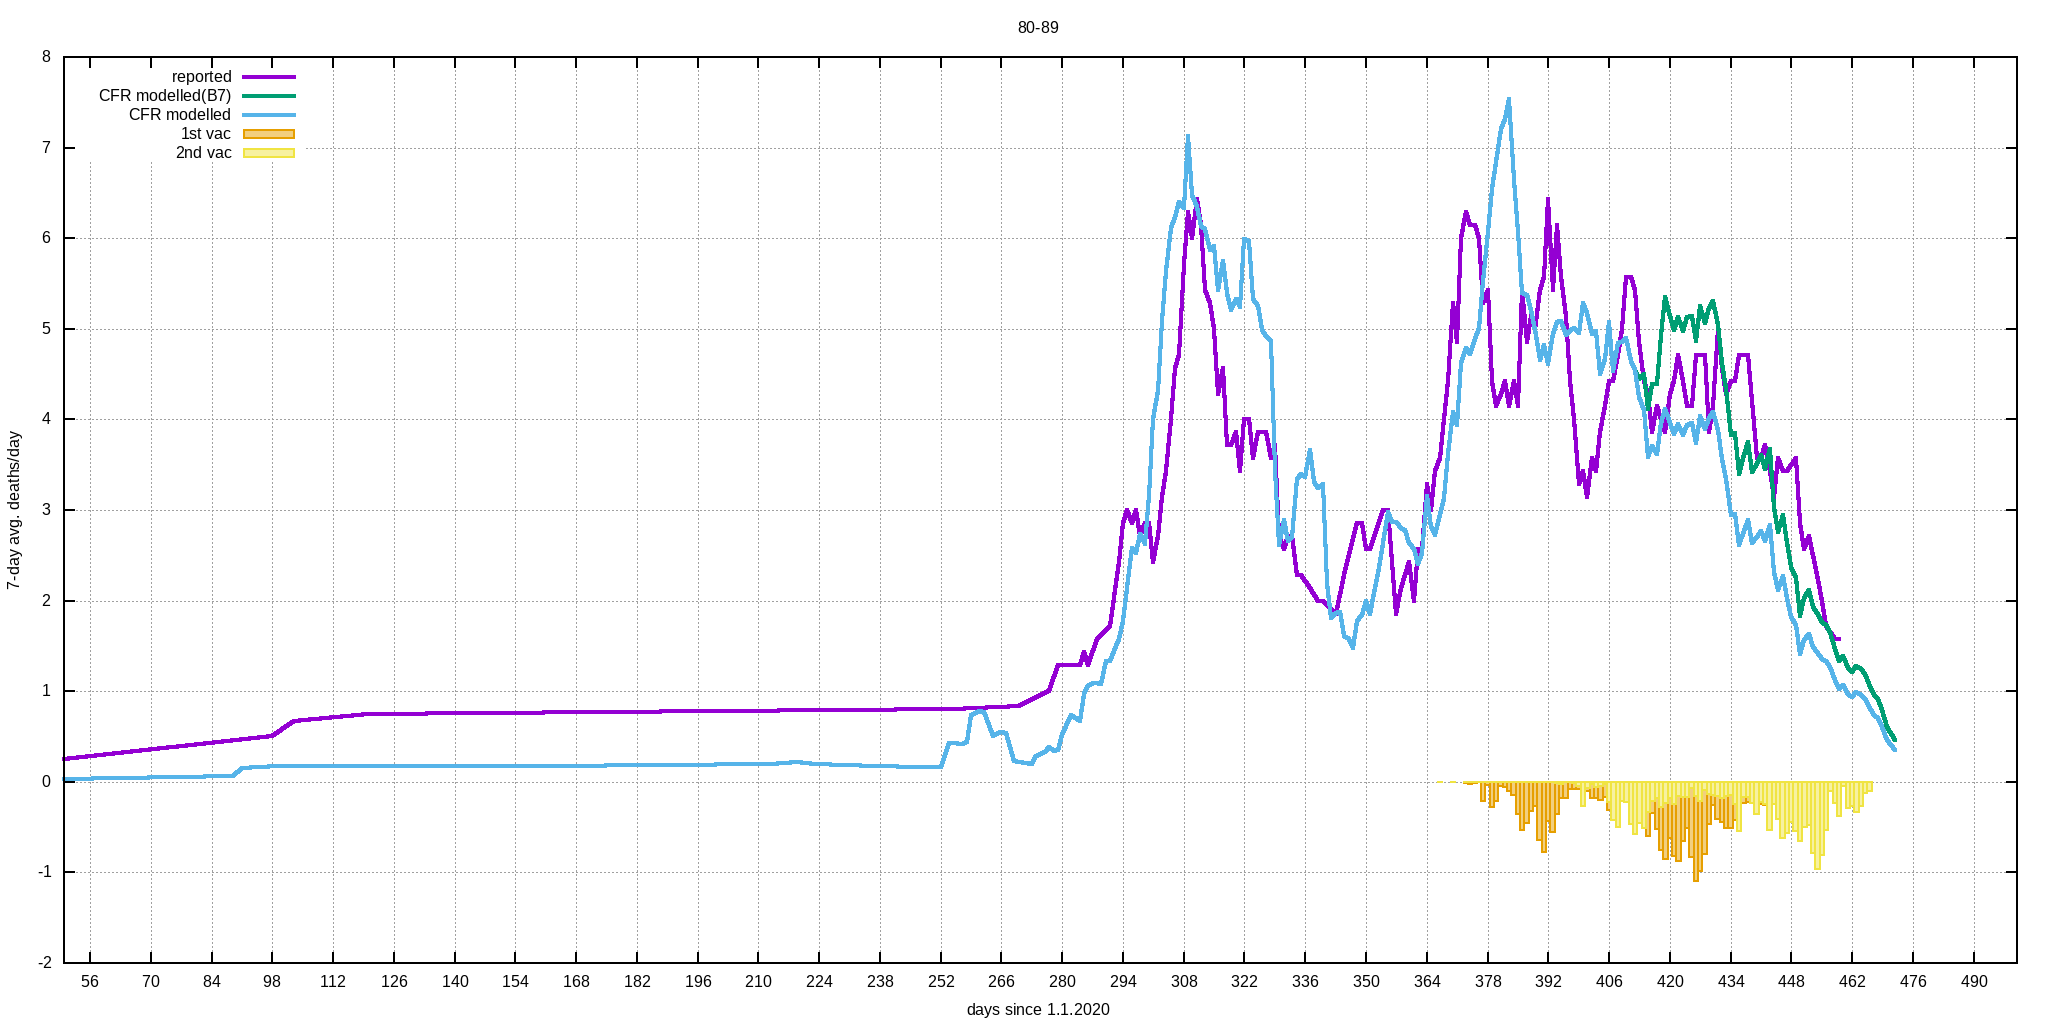 80-89
8
7
6
5
4
3
2
1
0
-1
-2
7-day avg. deaths/day
reported
CFR modelled(B7)
CFR modelled
1st vac
2nd vac
56 70 84 98 112 126 140 154 168 182 196 210 224 238 252 266 280 294 308 322 336 350 364 378 392 406 420 434 448 462 476 490
days since 1.1.2020